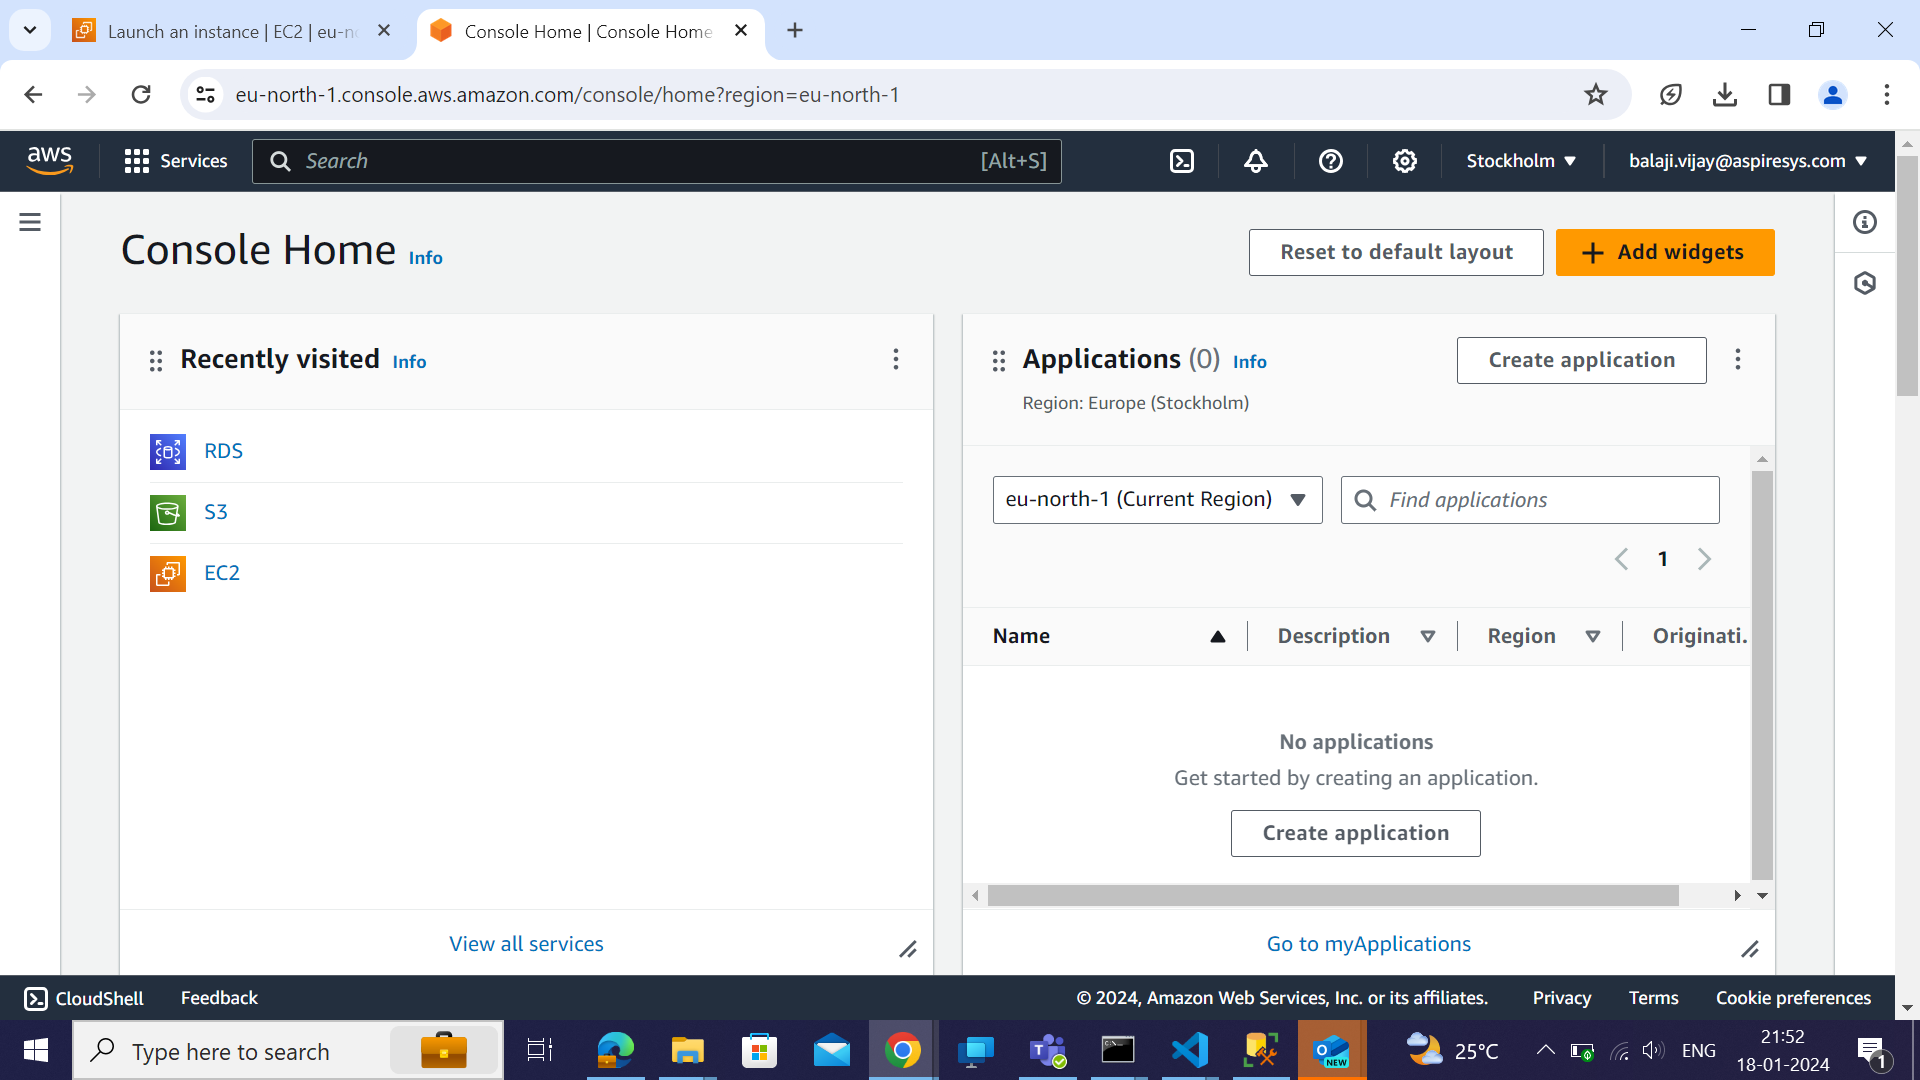 Launch an instance | EC2 | eu-no
Console Home | Console Home
eu-north-1.console.aws.amazon.com/console/home?region=eu-north-1
aws
Services
Search
[Alt+S]
Stockholm
balaji.vijay@aspiresys.com
Console Home Info
Reset to default layout
Add widgets
Recently visited Info
RDS
S3
EC2
View all services
Applications (0) Info
Create application
Region: Europe (Stockholm)
eu-north-1 (Current Region)
Find applications
1
Name
Description
Region
Originati.
No applications
Get started by creating an application.
Create application
Go to myApplications
CloudShell
Feedback
© 2024, Amazon Web Services, Inc. or its affiliates.
Privacy
Terms
Cookie preferences
Type here to search
NEW
25°C
ENG
21:52
18-01-2024
1